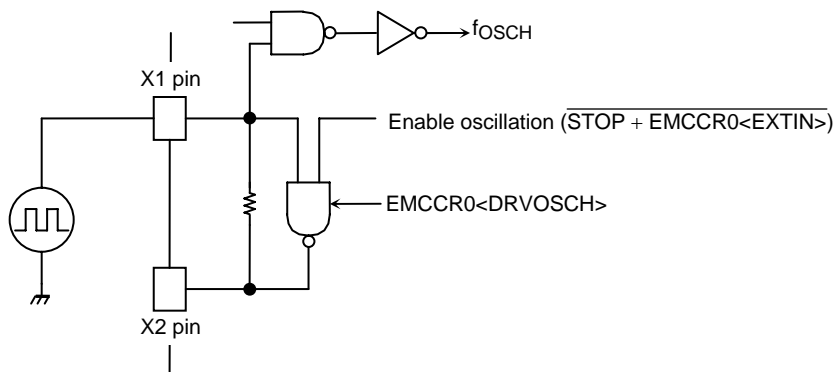 fOSCH
X1 pin
Enable oscillation (STOP + EMCCR0<EXTIN>)
EMCCR0<DRVOSCH>
X2 pin